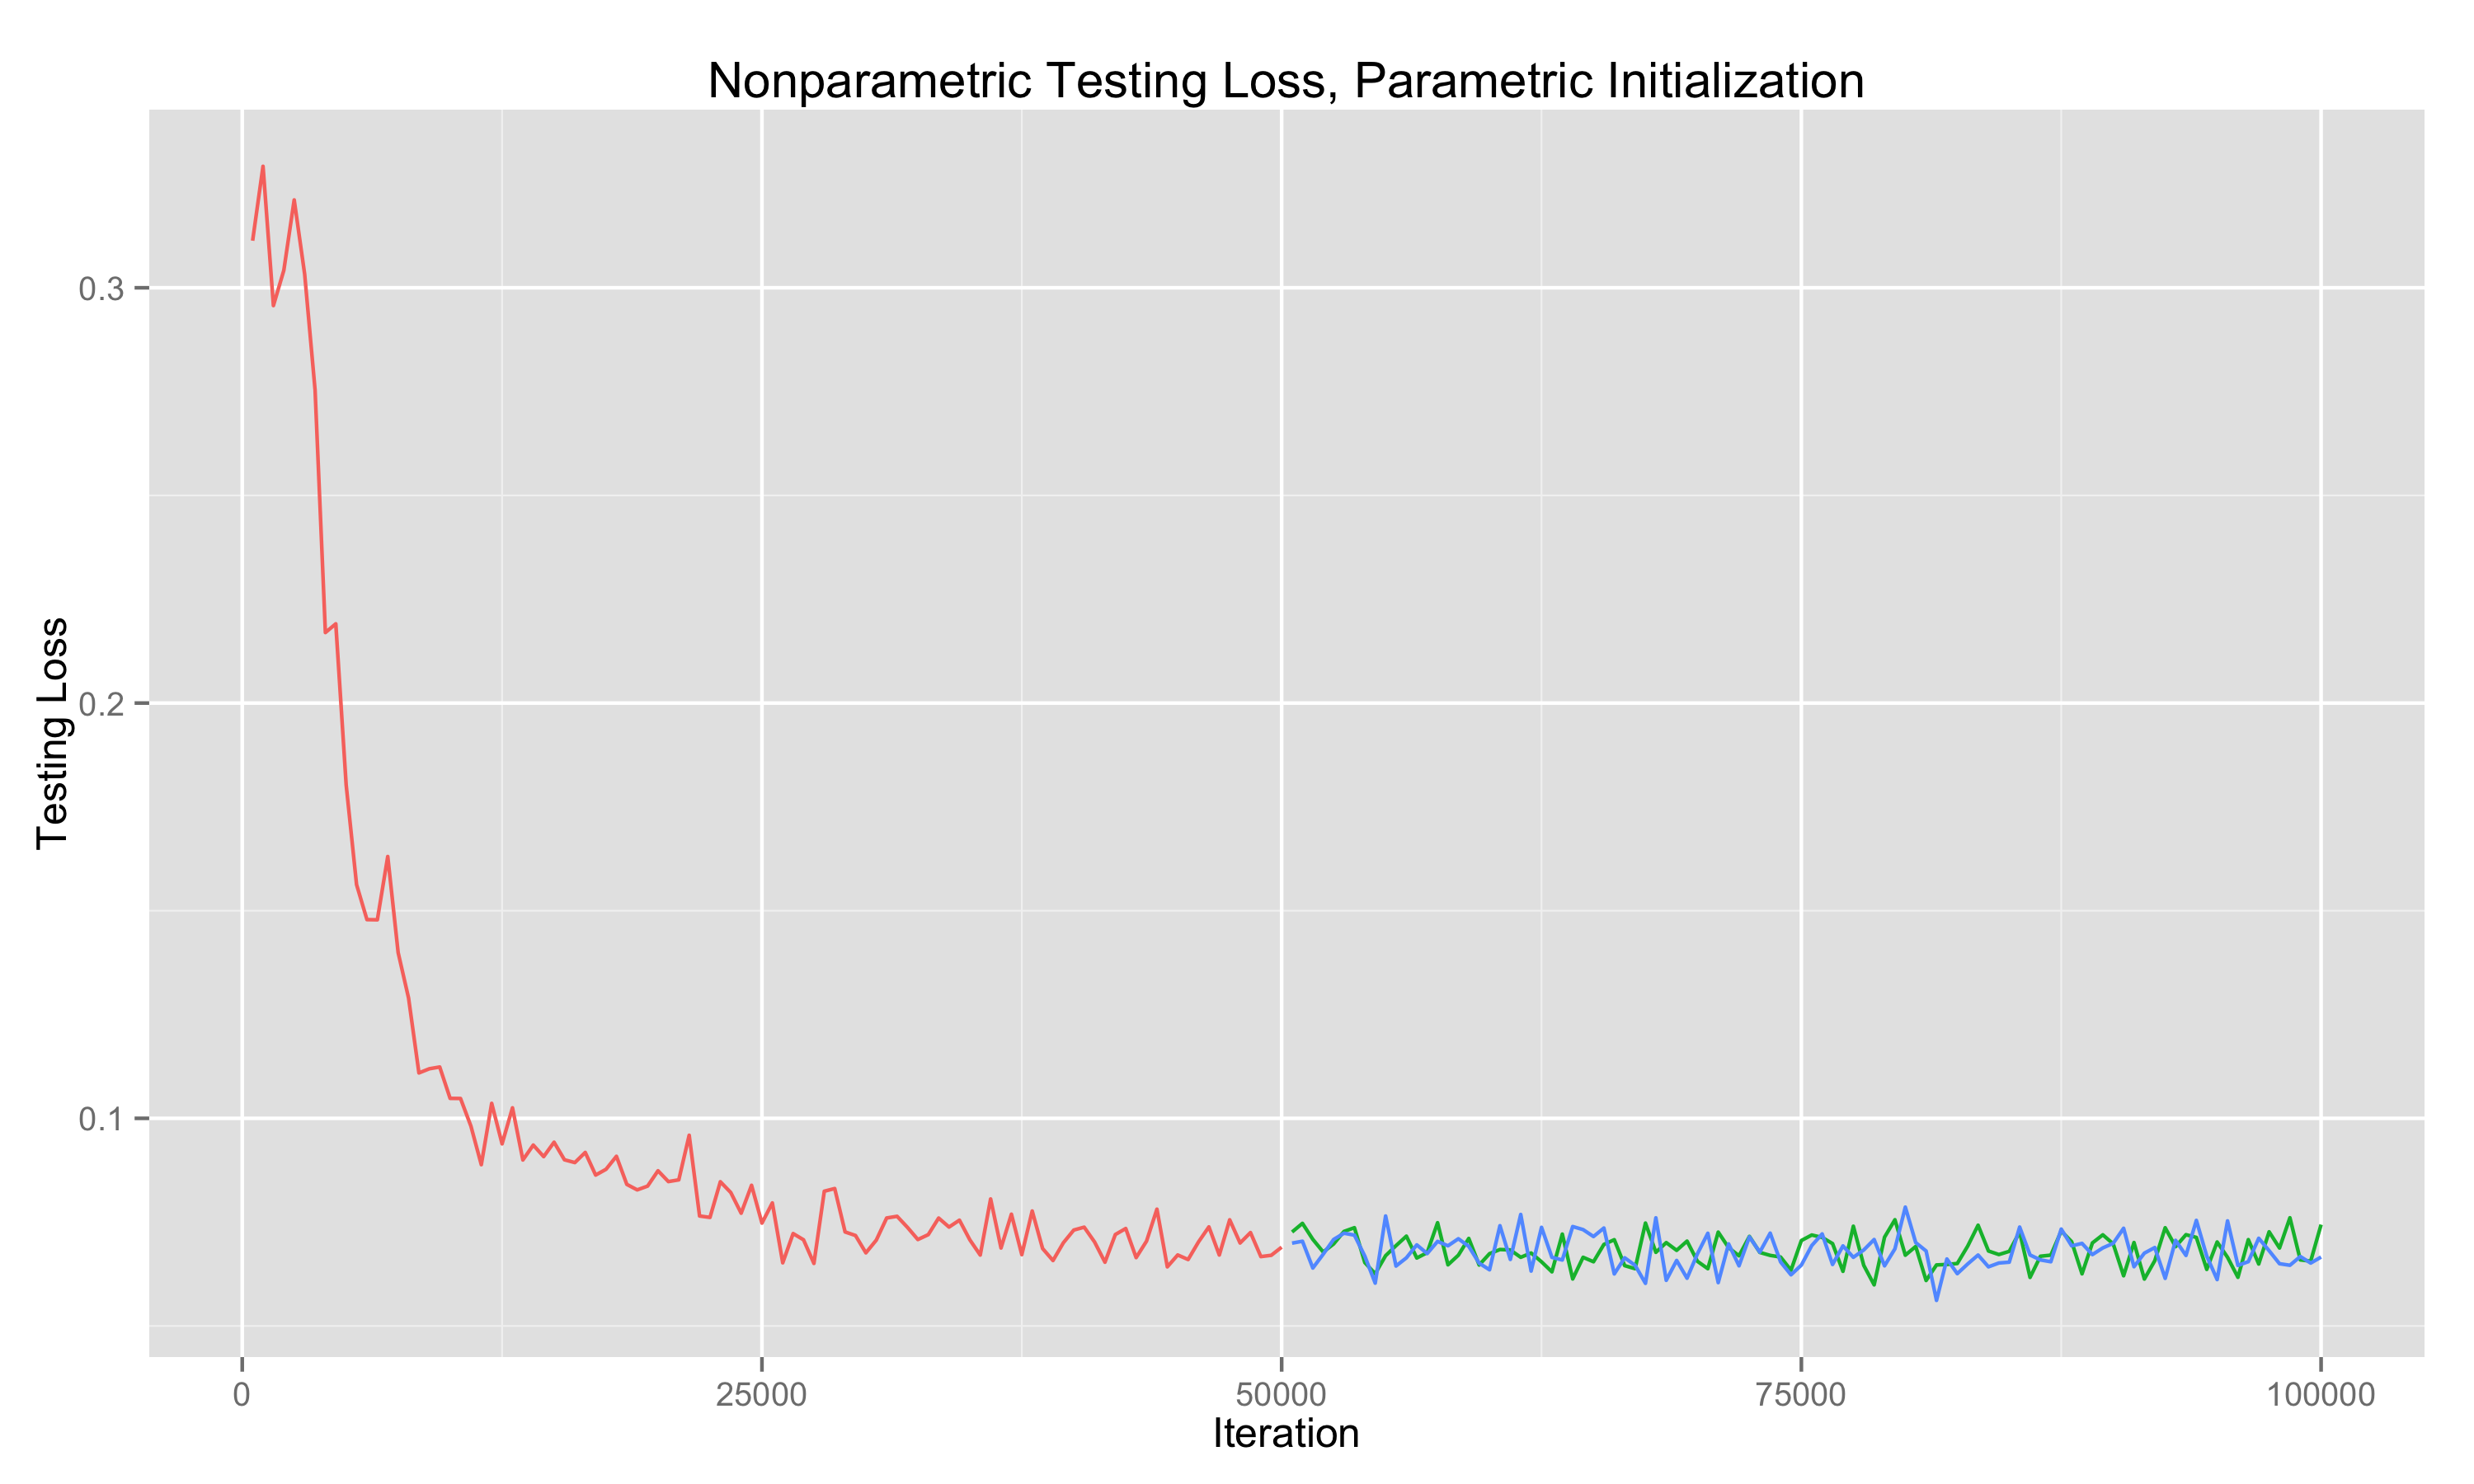 Nonparametric Testing Loss, Parametric Initialization
Testing Loss
0.3
0.2
0.1
0 25000 50000 75000 100000
Iteration